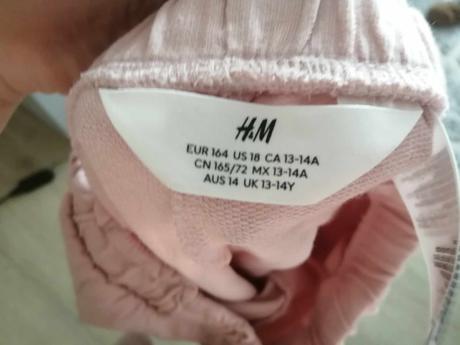 H&M
EUR 164 US 18 CA 13-14A
CN 165/72 MX 13-14A
AUS 14 UK 13-14Y